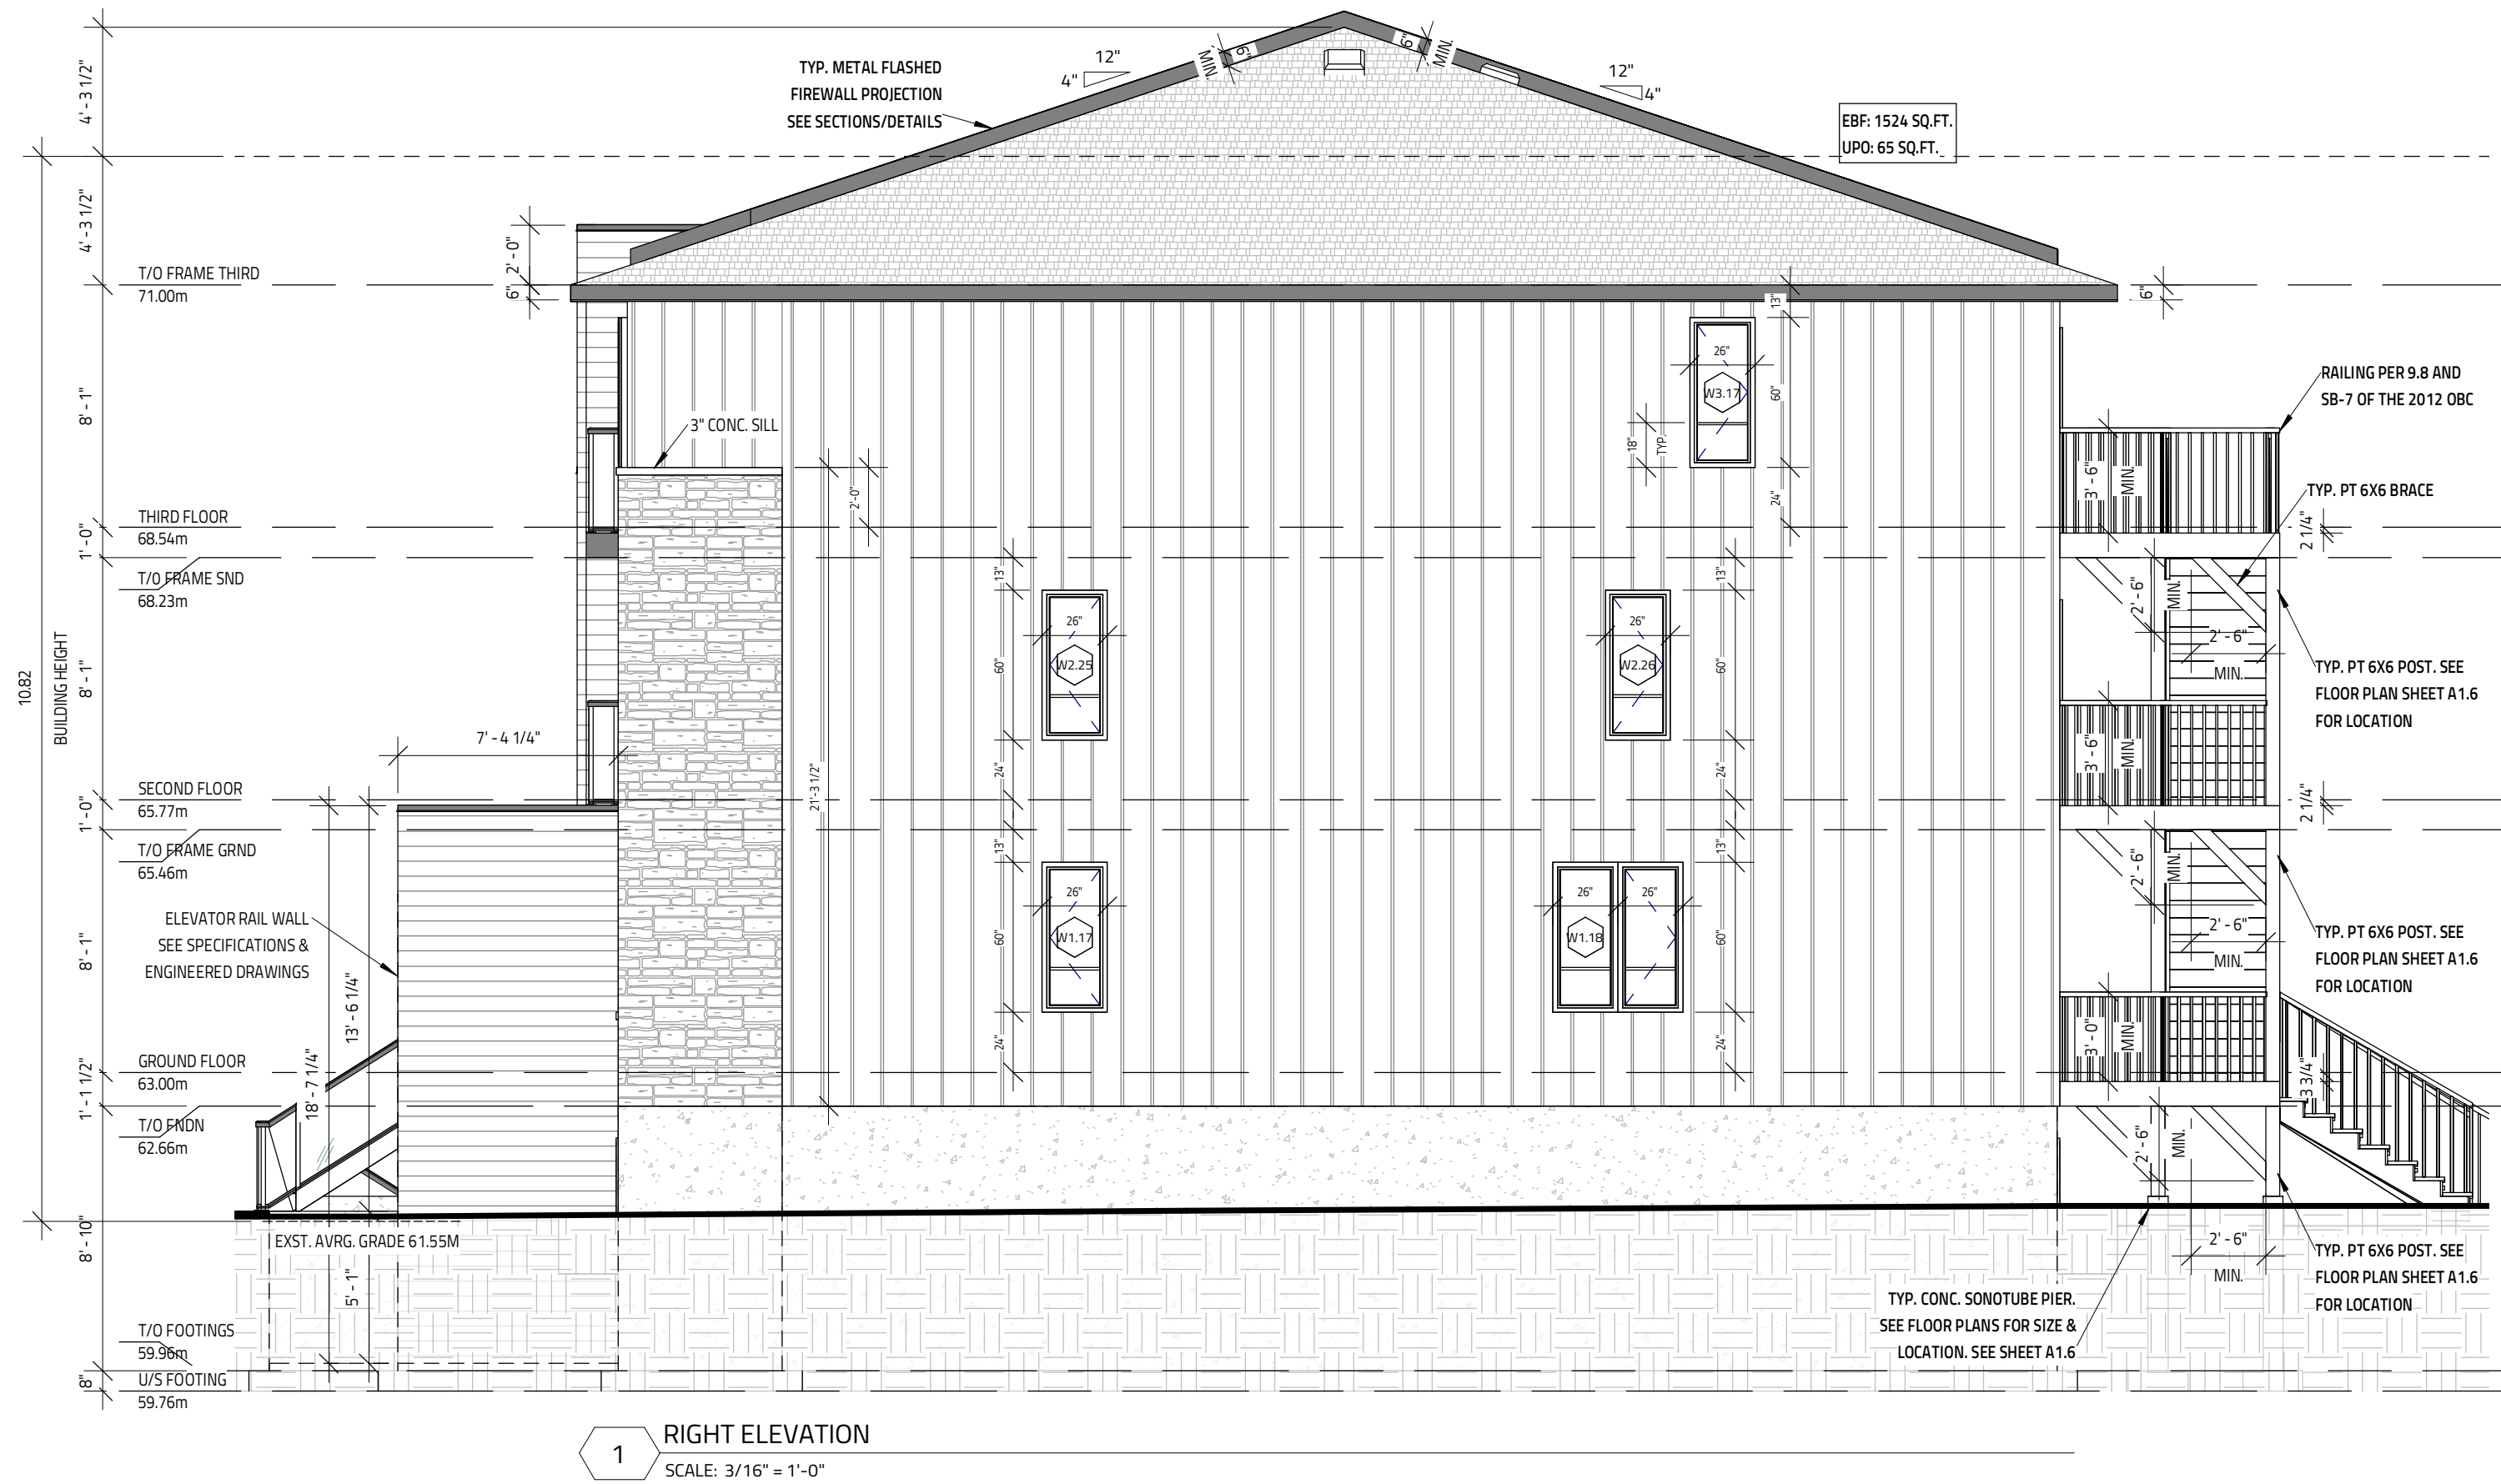 4' - 3 1/2"
4' - 3 1/2"
8' - 1"
1' - 0"
8' - 1"
1' - 0"
8' - 1"
1' - 1 1/2"
8' - 10"
8"
10.82
BUILDING HEIGHT
T/O FRAME THIRD
71.00m
THIRD FLOOR
68.54m
T/O FRAME SND
68.23m
SECOND FLOOR
65.77m
T/O FRAME GRND
65.46m
ELEVATOR RAIL WALL
SEE SPECIFICATIONS &
ENGINEERED DRAWINGS
GROUND FLOOR
63.00m
T/O FNDN
62.66m
EXST. AVRG. GRADE 61.55M
T/O FOOTINGS
59.96m
U/S FOOTING
59.76m
18' - 7 1/4"
13' - 6 1/4"
5' - 1"
7' - 4 1/4"
2' - 0"
6"
TYP. METAL FLASHED
FIREWALL PROJECTION
SEE SECTIONS/DETAILS
12"
4"
MIN.
6"
6"
MIN.
12"
4"
EBF: 1524 SQ.FT.
UPO: 65 SQ.FT.
3" CONC. SILL
2'-0"
21'-3 1/2"
13"
26"
W3.17
60"
18"
TYP.
24"
13"
26"
W2.25
60"
24"
13"
26"
W2.26
60"
24"
13"
26"
W1.17
60"
24"
13"
26"
26"
W1.18
60"
24"
6"
RAILING PER 9.8 AND
SB-7 OF THE 2012 OBC
3' - 6"
MIN.
TYP. PT 6X6 BRACE
2 1/4"
2' - 6"
MIN.
2' - 6"
MIN.
TYP. PT 6X6 POST. SEE
FLOOR PLAN SHEET A1.6
FOR LOCATION
3' - 6"
MIN.
2 1/4"
2' - 6"
MIN.
2' - 6"
MIN.
TYP. PT 6X6 POST. SEE
FLOOR PLAN SHEET A1.6
FOR LOCATION
3' - 0"
MIN.
3 3/4"
2' - 6"
MIN.
2' - 6"
MIN.
TYP. PT 6X6 POST. SEE
FLOOR PLAN SHEET A1.6
FOR LOCATION
TYP. CONC. SONOTUBE PIER.
SEE FLOOR PLANS FOR SIZE &
LOCATION. SEE SHEET A1.6
1
RIGHT ELEVATION
SCALE: 3/16" = 1'-0"